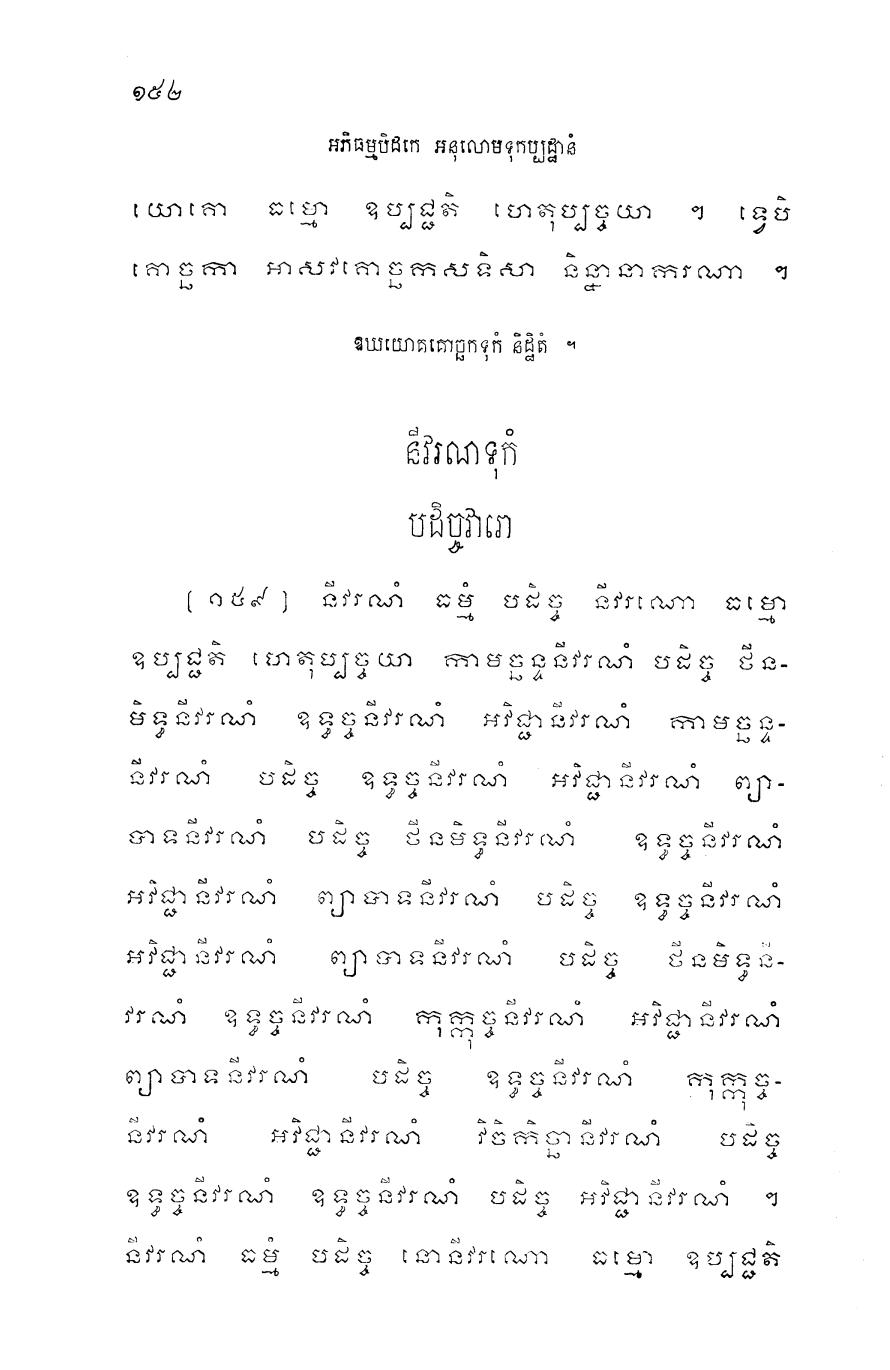 ១៥២
អភិធម្មបិដកេ អនុលោមទុកប្បដ្ឋានំ
យោគោ ធម្មោ ឧប្បជ្ជតិ ហេតុប្បច្ចយា ។ ទ្វេបិ
គោច្ឆកា អាសវគោច្ឆកសទិសា និន្នានាករណា ។
ឱឃយោគគោច្ឆកទុកំ និដ្ឋិតំ ។
នីវរណទុកំ
បដិច្ចវារោ
[១៥៩] នីវរណំ ធម្មំ បដិច្ច នីវរណោ ធម្មោ
ឧប្បជ្ជតិ ហេតុប្បច្ចយា កាមច្ឆន្ទនីវរណំ បដិច្ច ថីន-
មិទ្ធនីវរណំ ឧទ្ធច្ចនីវរណំ អវិជ្ជានីវរណំ កាមច្ឆន្ទ-
នីវរណំ បដិច្ច ឧទ្ធច្ចនីវរណំ អវិជ្ជានីវរណំ ព្យា-
បាទនីវរណំ បដិច្ច ថីនមិទ្ធនីវរណំ ឧទ្ធច្ចនីវរណំ
អវិជ្ជានីវរណំ ព្យាបាទនីវរណំ បដិច្ច ឧទ្ធច្ចនីវរណំ
អវិជ្ជានីវរណំ ព្យាបាទនីវរណំ បដិច្ច ថីនមិទ្ធនី-
វរណំ ឧទ្ធច្ចនីវរណំ កុក្កុច្ចនីវរណំ អវិជ្ជានីវរណំ
ព្យាបាទនីវរណំ បដិច្ច ឧទ្ធច្ចនីវរណំ កុក្កុច្ច-
នីវរណំ អវិជ្ជានីវរណំ វិចិកិច្ឆានីវរណំ បដិច្ច
ឧទ្ធច្ចនីវរណំ ឧទ្ធច្ចនីវរណំ បដិច្ច អវិជ្ជានីវរណំ ។
នីវរណំ ធម្មំ បដិច្ច នោនីវរណោ ធម្មោ ឧប្បជ្ជតិ